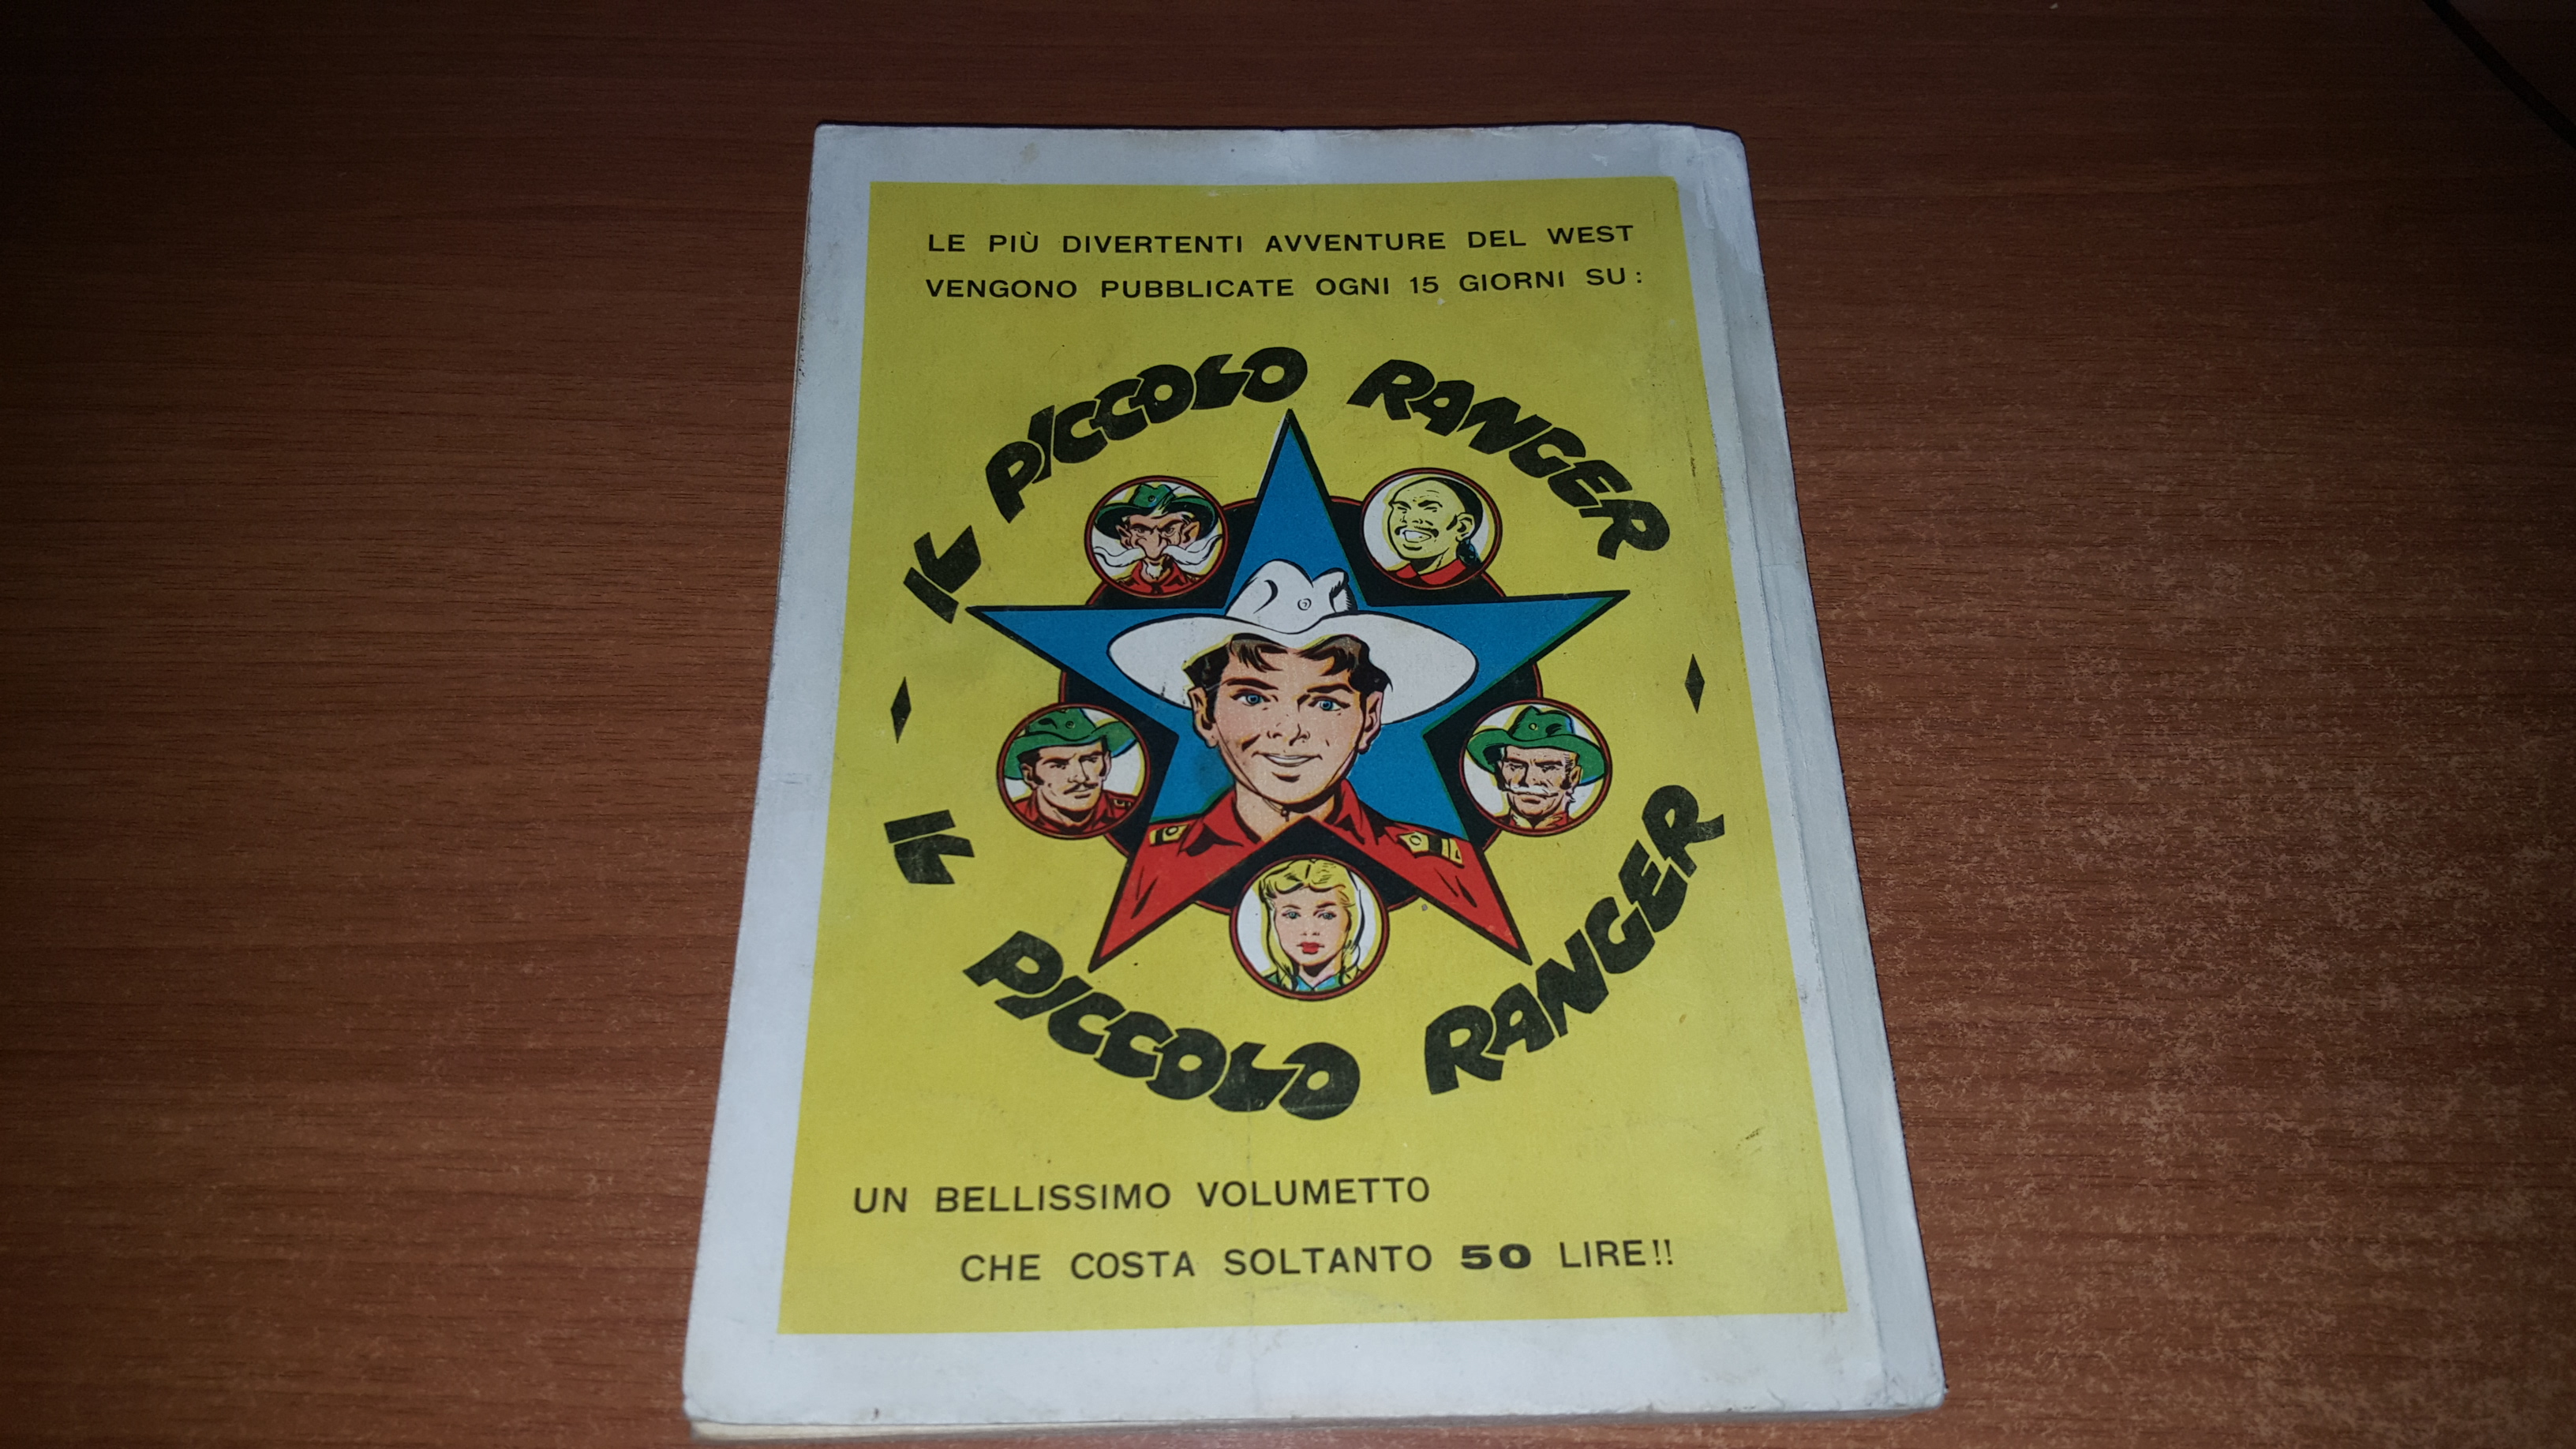 LE PIÙ DIVERTENTI AVVENTURE DEL WEST
VENGONO PUBBLICATE OGNI 15 GIORNI SU:
IL PICCOLO RANGER
IL PICCOLO RANGER
UN BELLISSIMO VOLUMETTO
CHE COSTA SOLTANTO 50 LIRE!!